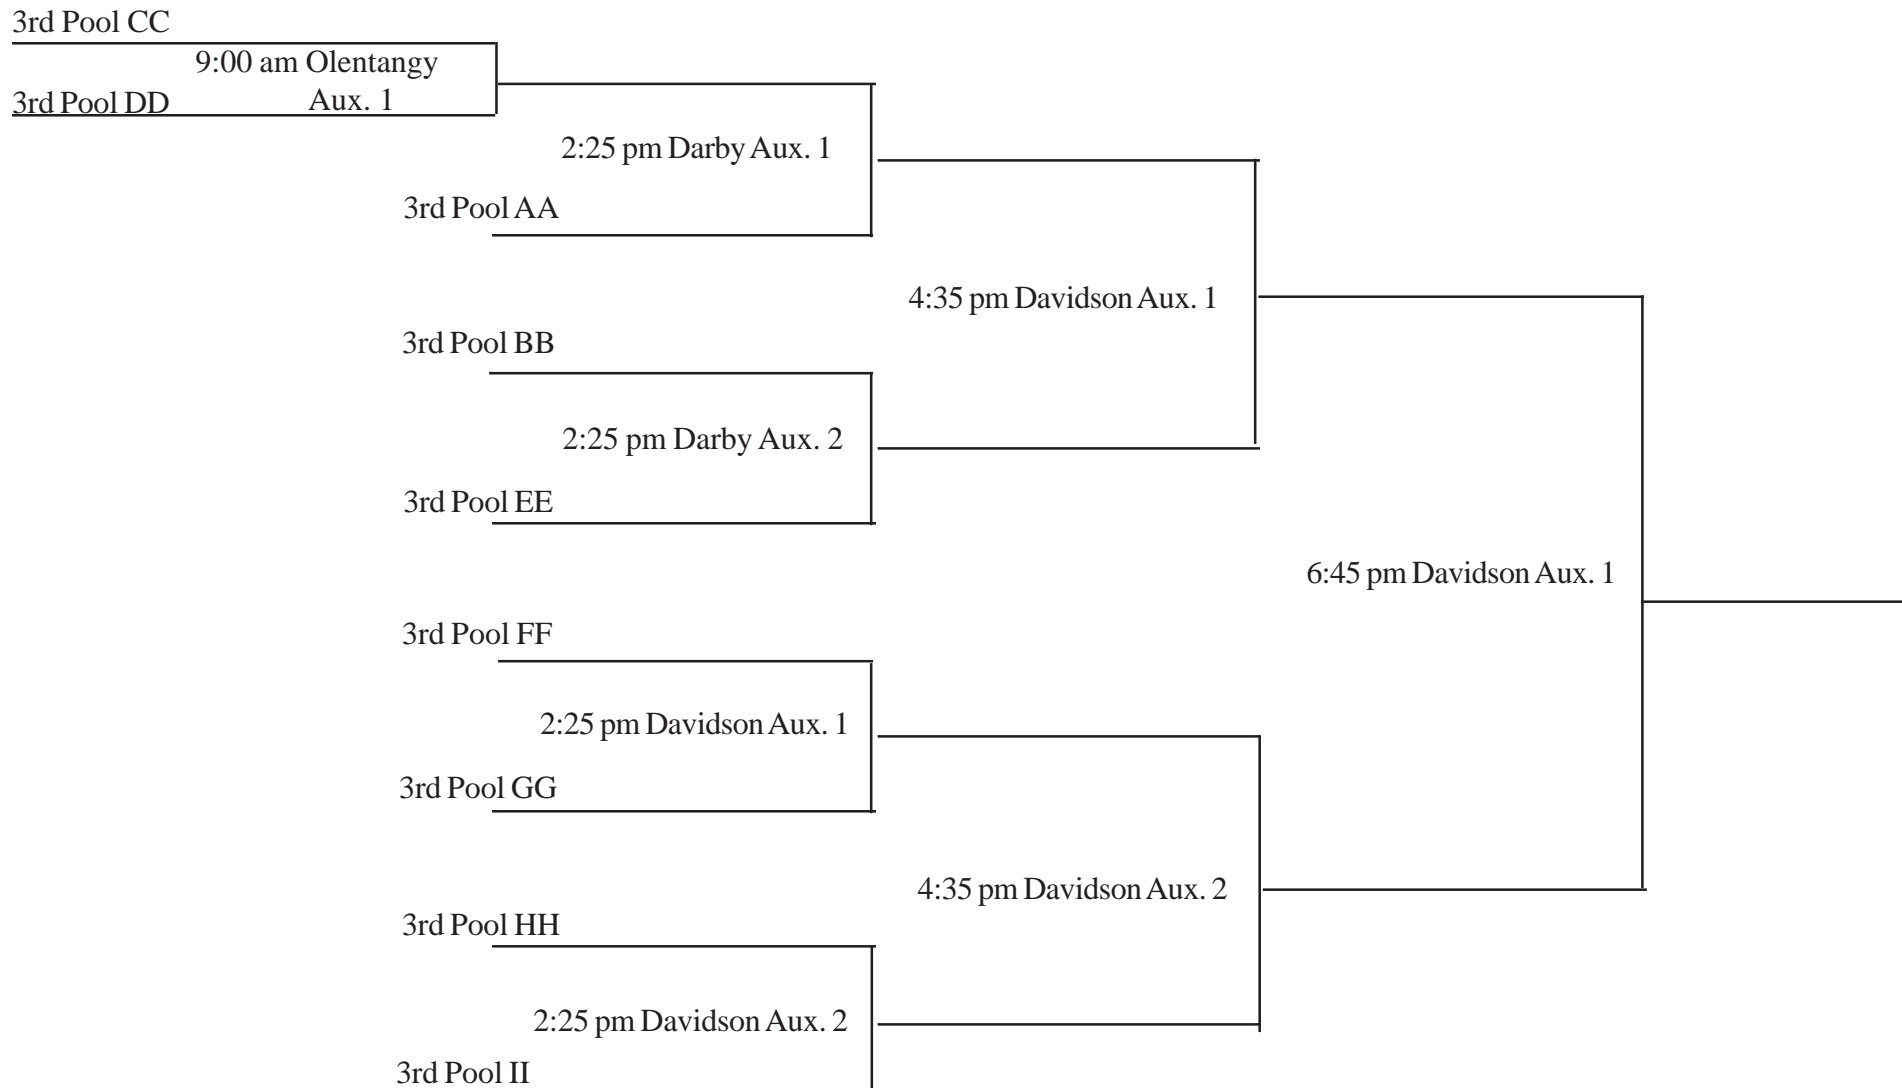 3rd Pool CC
9:00 am Olentangy
Aux. 1
3rd Pool DD
2:25 pm Darby Aux. 1
3rd Pool AA
4:35 pm Davidson Aux. 1
3rd Pool BB
2:25 pm Darby Aux. 2
3rd Pool EE
6:45 pm Davidson Aux. 1
3rd Pool FF
2:25 pm Davidson Aux. 1
3rd Pool GG
4:35 pm Davidson Aux. 2
3rd Pool HH
2:25 pm Davidson Aux. 2
3rd Pool II